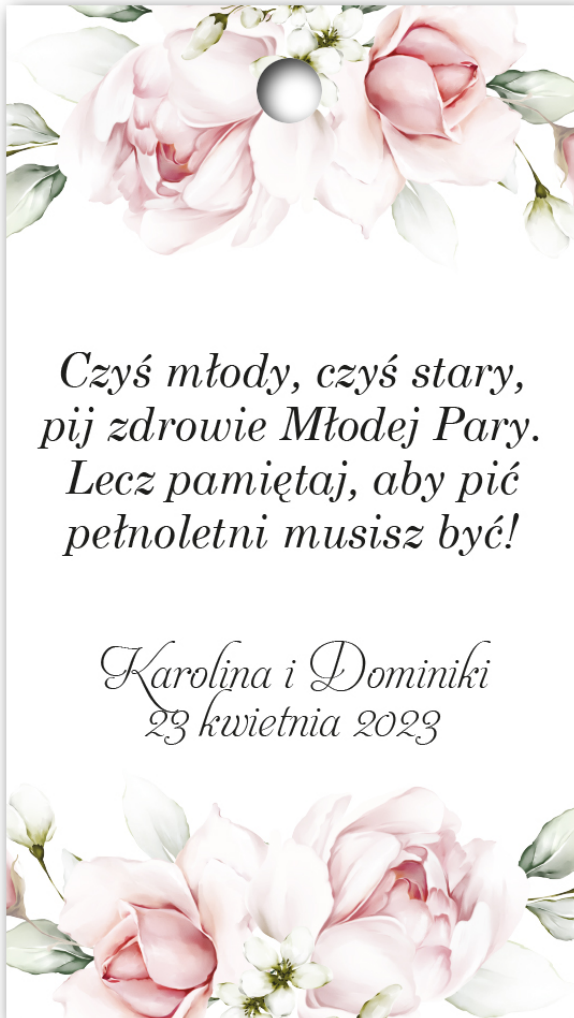 Czyś młody, czyś stary,
pij zdrowie Młodej Pary.
Lecz pamiętaj, aby pić
pełnoletni musisz być!
Karolina i Dominiki
23 kwietnia 2023